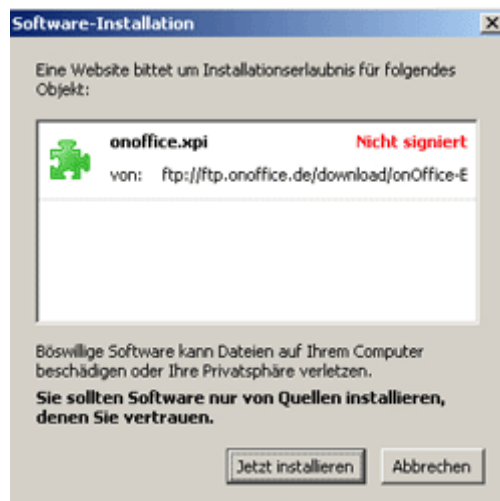 Software-Installation
Eine Website bittet um Installationserlaubnis für folgendes
Objekt:
onoffice.xpi Nicht signiert
von: ftp://ftp.onoffice.de/download/onOffice-E
Böswillige Software kann Dateien auf Ihrem Computer
beschädigen oder Ihre Privatsphäre verletzen.
Sie sollten Software nur von Quellen installieren,
denen Sie vertrauen.
Jetzt installieren Abbrechen